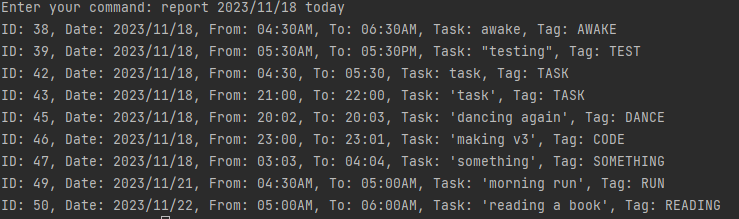 Enter your command: report 2023/11/18 today
ID: 38, Date: 2023/11/18, From: 04:30AM, To: 06:30AM, Task: awake, Tag: AWAKE
ID: 39, Date: 2023/11/18, From: 05:30AM, To: 05:30PM, Task: "testing", Tag: TEST
ID: 42, Date: 2023/11/18, From: 04:30, To: 05:30, Task: task, Tag: TASK
ID: 43, Date: 2023/11/18, From: 21:00, To: 22:00, Task: 'task', Tag: TASK
ID: 45, Date: 2023/11/18, From: 20:02, To: 20:03, Task: 'dancing again', Tag: DANCE
ID: 46, Date: 2023/11/18, From: 23:00, To: 23:01, Task: 'making v3', Tag: CODE
ID: 47, Date: 2023/11/18, From: 03:03, To: 04:04, Task: 'something', Tag: SOMETHING
ID: 49, Date: 2023/11/21, From: 04:30AM, To: 05:00AM, Task: 'morning run', Tag: RUN
ID: 50, Date: 2023/11/22, From: 05:00AM, To: 06:00AM, Task: 'reading a book', Tag: READING